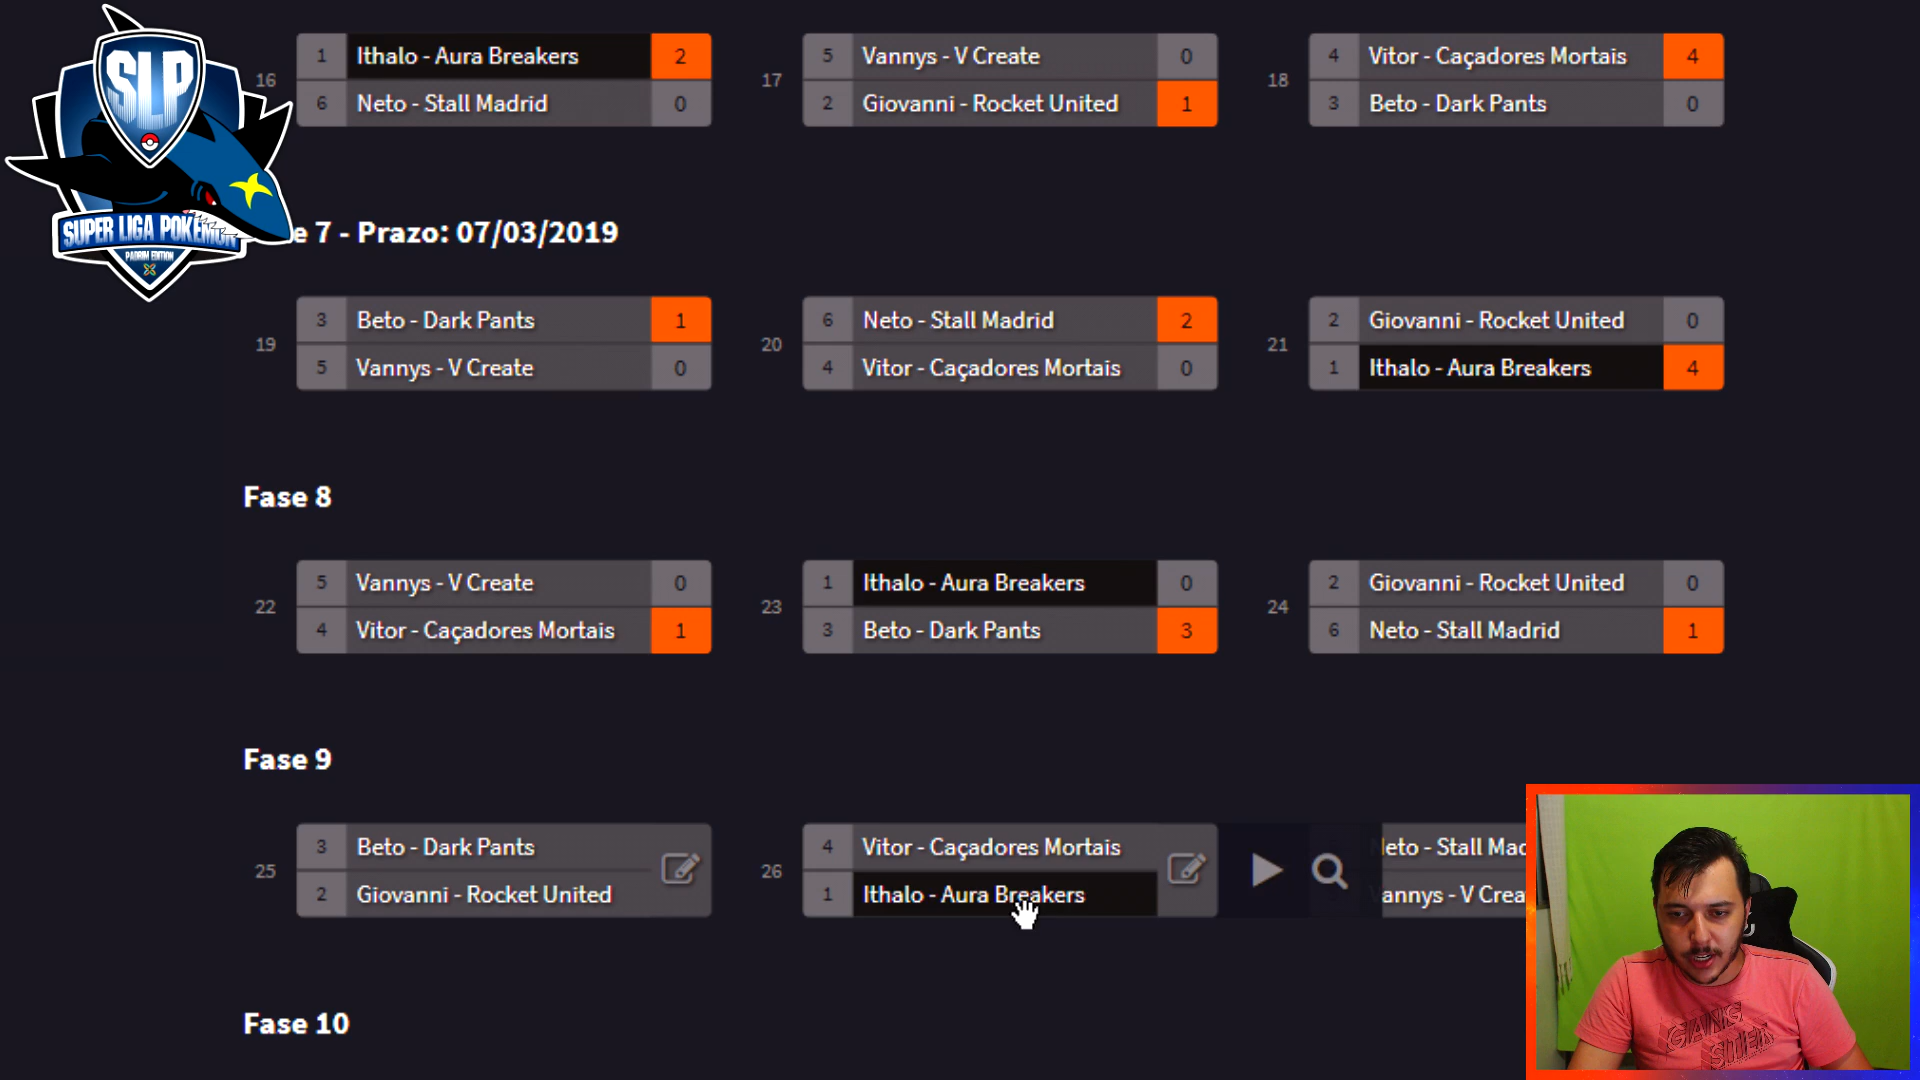 SLP
SUPER LIGA POKÉMON
PADRIM EDITION
16
1 Ithalo - Aura Breakers 2
6 Neto - Stall Madrid 0
17
5 Vannys - V Create 0
2 Giovanni - Rocket United 1
18
4 Vitor - Caçadores Mortais 4
3 Beto - Dark Pants 0
e 7 - Prazo: 07/03/2019
19
3 Beto - Dark Pants 1
5 Vannys - V Create 0
20
6 Neto - Stall Madrid 2
4 Vitor - Caçadores Mortais 0
21
2 Giovanni - Rocket United 0
1 Ithalo - Aura Breakers 4
Fase 8
22
5 Vannys - V Create 0
4 Vitor - Caçadores Mortais 1
23
1 Ithalo - Aura Breakers 0
3 Beto - Dark Pants 3
24
2 Giovanni - Rocket United 0
6 Neto - Stall Madrid 1
Fase 9
25
3 Beto - Dark Pants
2 Giovanni - Rocket United
26
4 Vitor - Caçadores Mortais
1 Ithalo - Aura Breakers
eto - Stall Mad
annys - V Crea
Fase 10
GANG
SITER